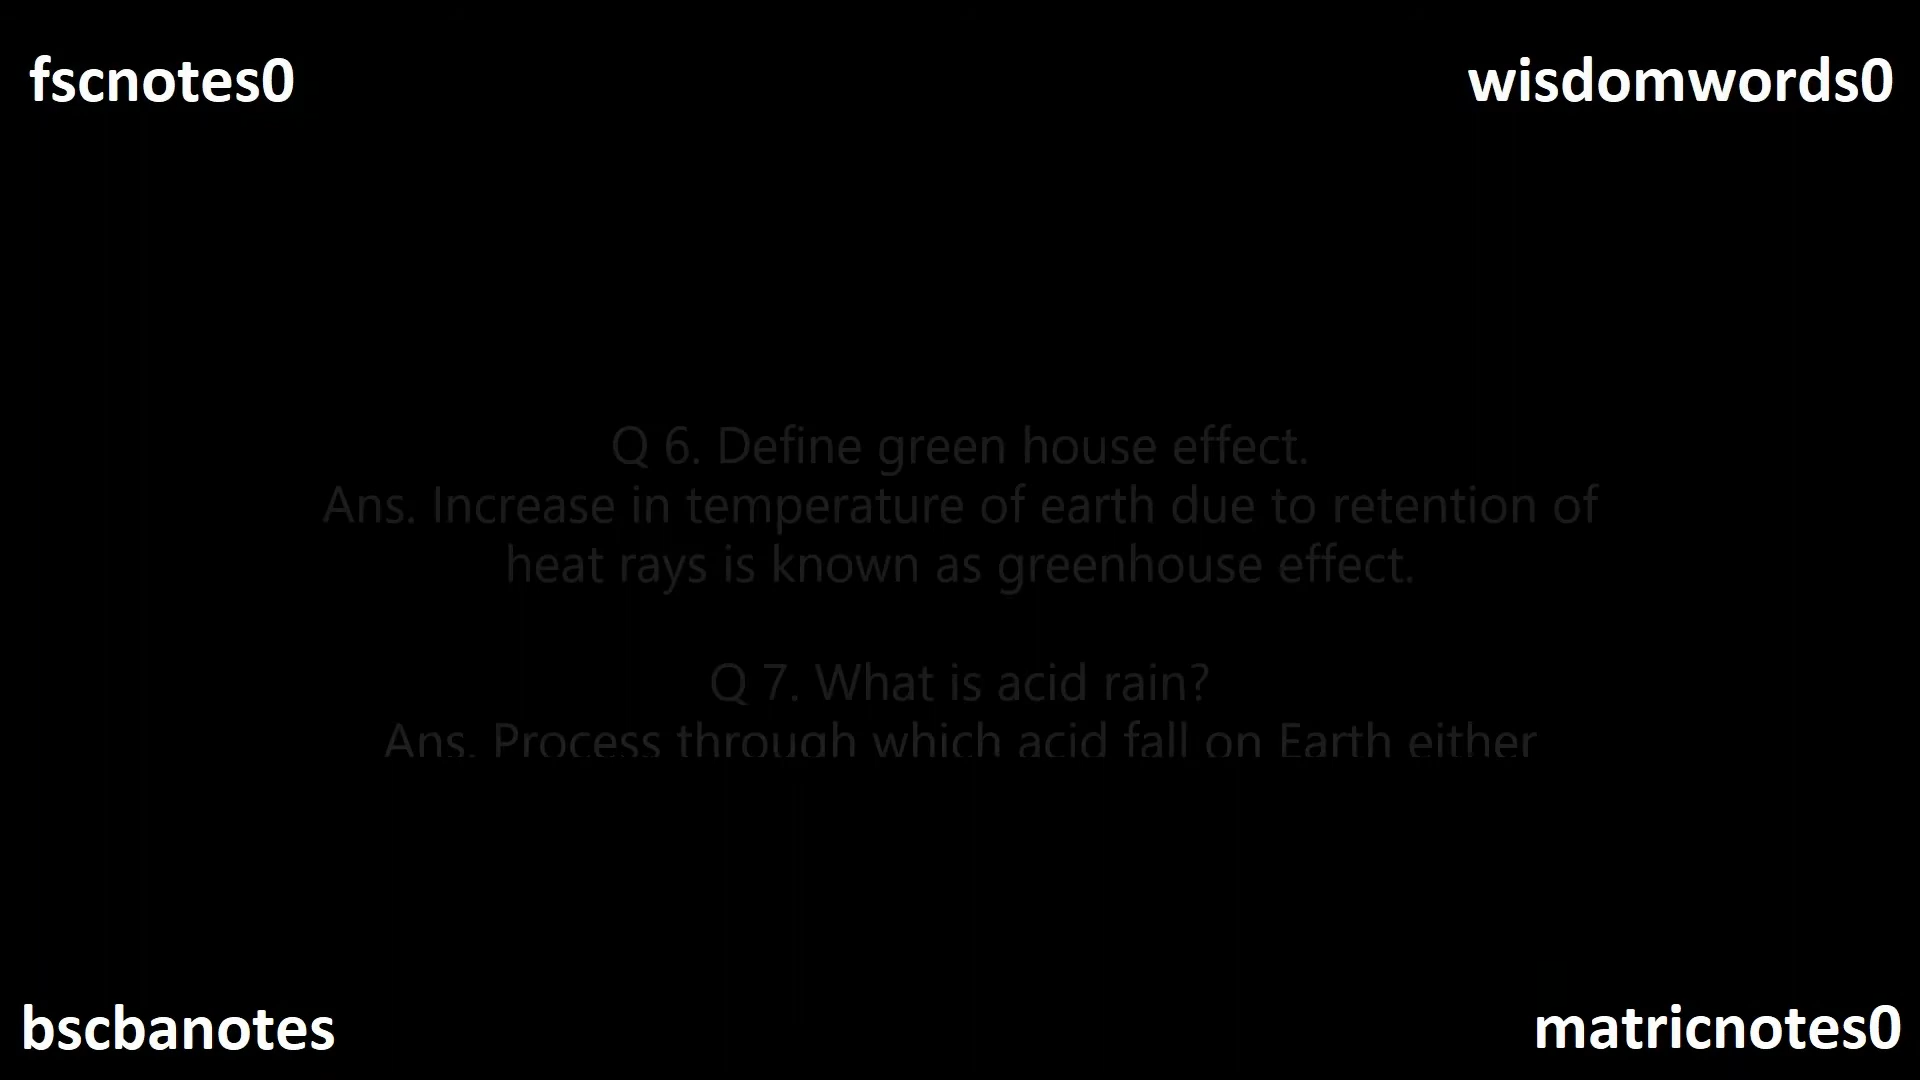 fscnotes0
wisdomwords0
Q 6. Define green house effect.
Ans. Increase in temperature of earth due to retention of
heat rays is known as greenhouse effect.
Q 7. What is acid rain?
Ans. Process through which acid fall on Earth either
bscbanotes
matricnotes0